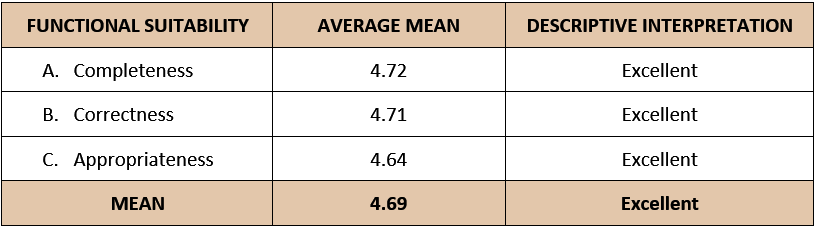 FUNCTIONAL SUITABILITY AVERAGE MEAN DESCRIPTIVE INTERPRETATION
A. Completeness 4.72 Excellent
B. Correctness 4.71 Excellent
C. Appropriateness 4.64 Excellent
MEAN 4.69 Excellent